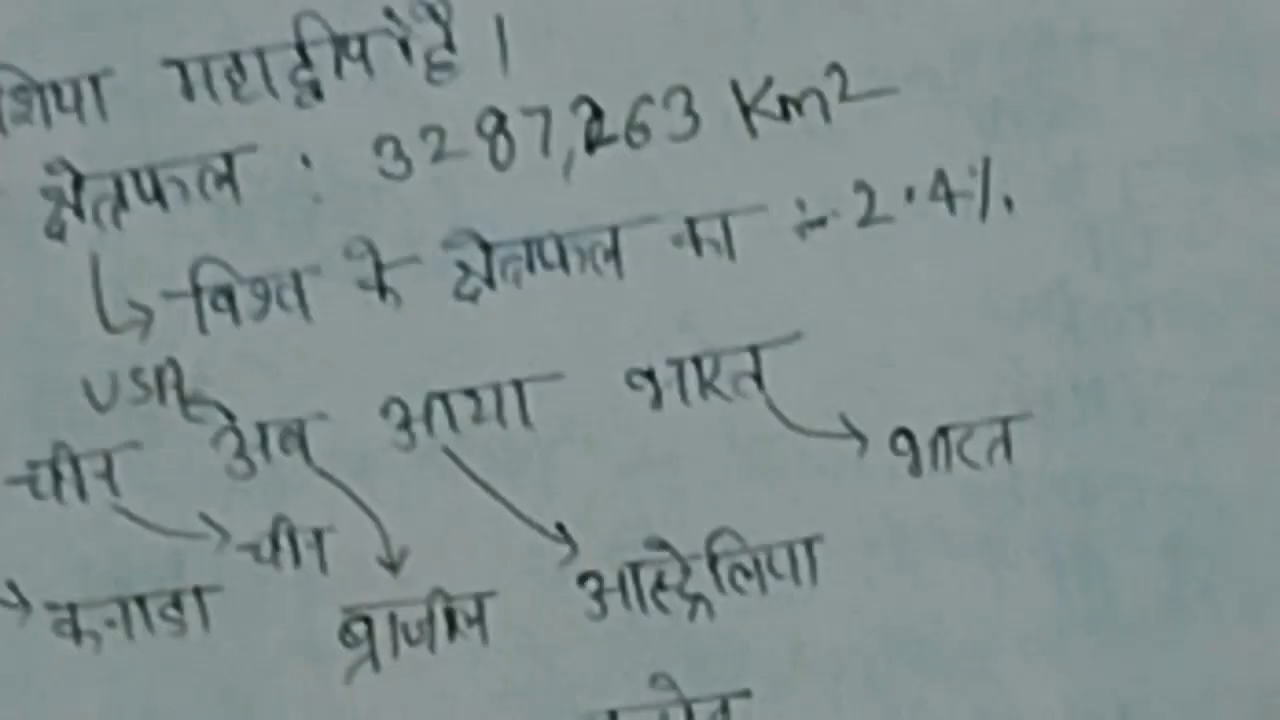 शिया महाद्वीप में है।
क्षेत्रफल : 3287,263 Km²
↳ विश्व के क्षेत्रफल का ÷ 2.4%.
USA
चीन अब आया भारत → भारत
→ चीन
→ कनाडा ब्राजील आस्ट्रेलिया